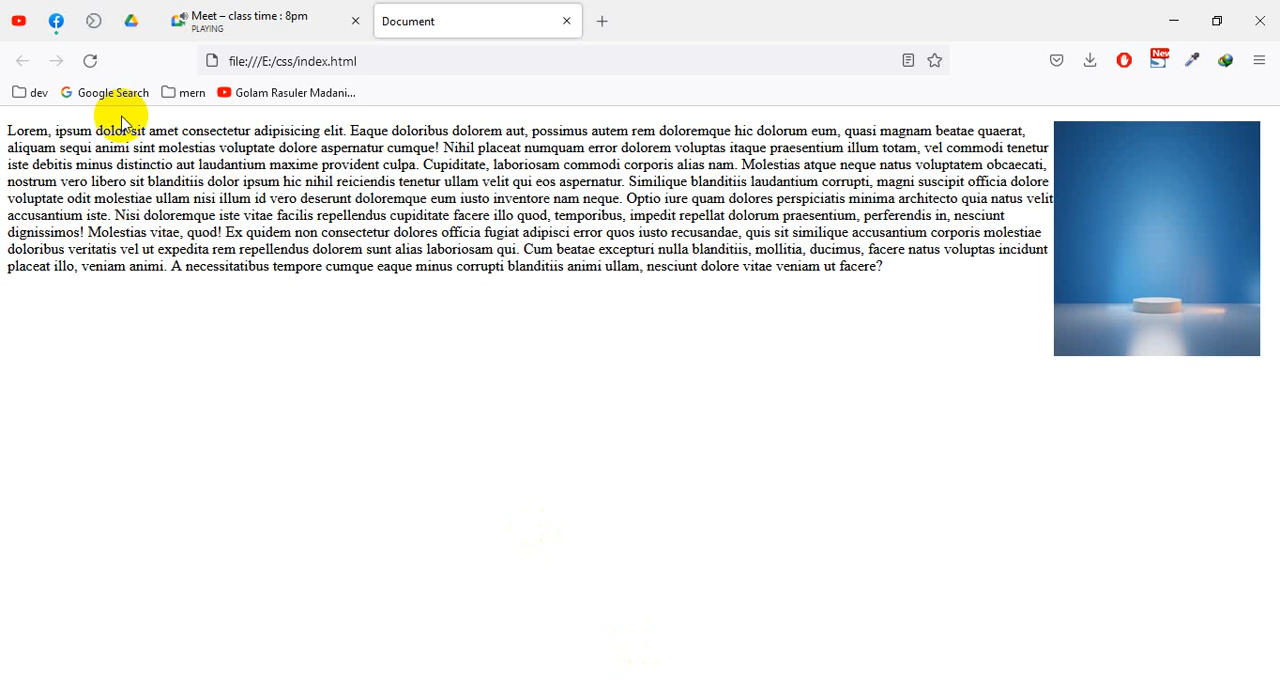 Meet – class time : 8pm
PLAYING
Document
file:///E:/css/index.html
New
dev
Google Search
mern
Golam Rasuler Madani...
Lorem, ipsum dolor sit amet consectetur adipisicing elit. Eaque doloribus dolorem aut, possimus autem rem doloremque hic dolorum eum, quasi magnam beatae quaerat,
aliquam sequi animi sint molestias voluptate dolore aspernatur cumque! Nihil placeat numquam error dolorem voluptas itaque praesentium illum totam, vel commodi tenetur
iste debitis minus distinctio aut laudantium maxime provident culpa. Cupiditate, laboriosam commodi corporis alias nam. Molestias atque neque natus voluptatem obcaecati,
nostrum vero libero sit blanditiis dolor ipsum hic nihil reiciendis tenetur ullam velit qui eos aspernatur. Similique blanditiis laudantium corrupti, magni suscipit officia dolore
voluptate odit molestiae ullam nisi illum id vero deserunt doloremque eum iusto inventore nam neque. Optio iure quam dolores perspiciatis minima architecto quia natus velit
accusantium iste. Nisi doloremque iste vitae facilis repellendus cupiditate facere illo quod, temporibus, impedit repellat dolorum praesentium, perferendis in, nesciunt
dignissimos! Molestias vitae, quod! Ex quidem non consectetur dolores officia fugiat adipisci error quos iusto recusandae, quis sit similique accusantium corporis molestiae
doloribus veritatis vel ut expedita rem repellendus dolorem sunt alias laboriosam qui. Cum beatae excepturi nulla blanditiis, mollitia, ducimus, facere natus voluptas incidunt
placeat illo, veniam animi. A necessitatibus tempore cumque eaque minus corrupti blanditiis animi ullam, nesciunt dolore vitae veniam ut facere?